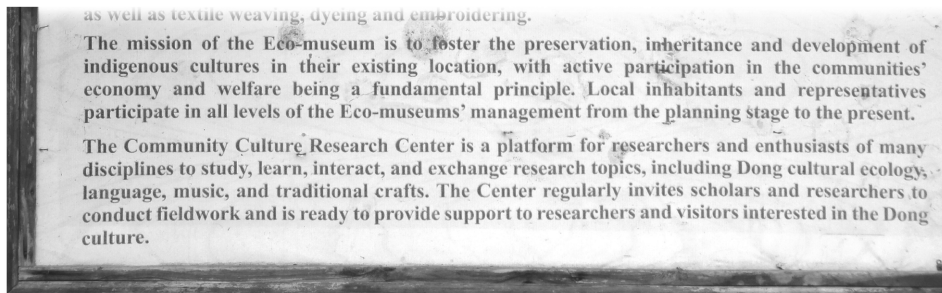 as well as textile weaving, dyeing and embroidering.
The mission of the Eco-museum is to foster the preservation, inheritance and development of
indigenous cultures in their existing location, with active participation in the communities’
economy and welfare being a fundamental principle. Local inhabitants and representatives
participate in all levels of the Eco-museums’ management from the planning stage to the present.
The Community Culture Research Center is a platform for researchers and enthusiasts of many
disciplines to study, learn, interact, and exchange research topics, including Dong cultural ecology,
language, music, and traditional crafts. The Center regularly invites scholars and researchers to
conduct fieldwork and is ready to provide support to researchers and visitors interested in the Dong
culture.